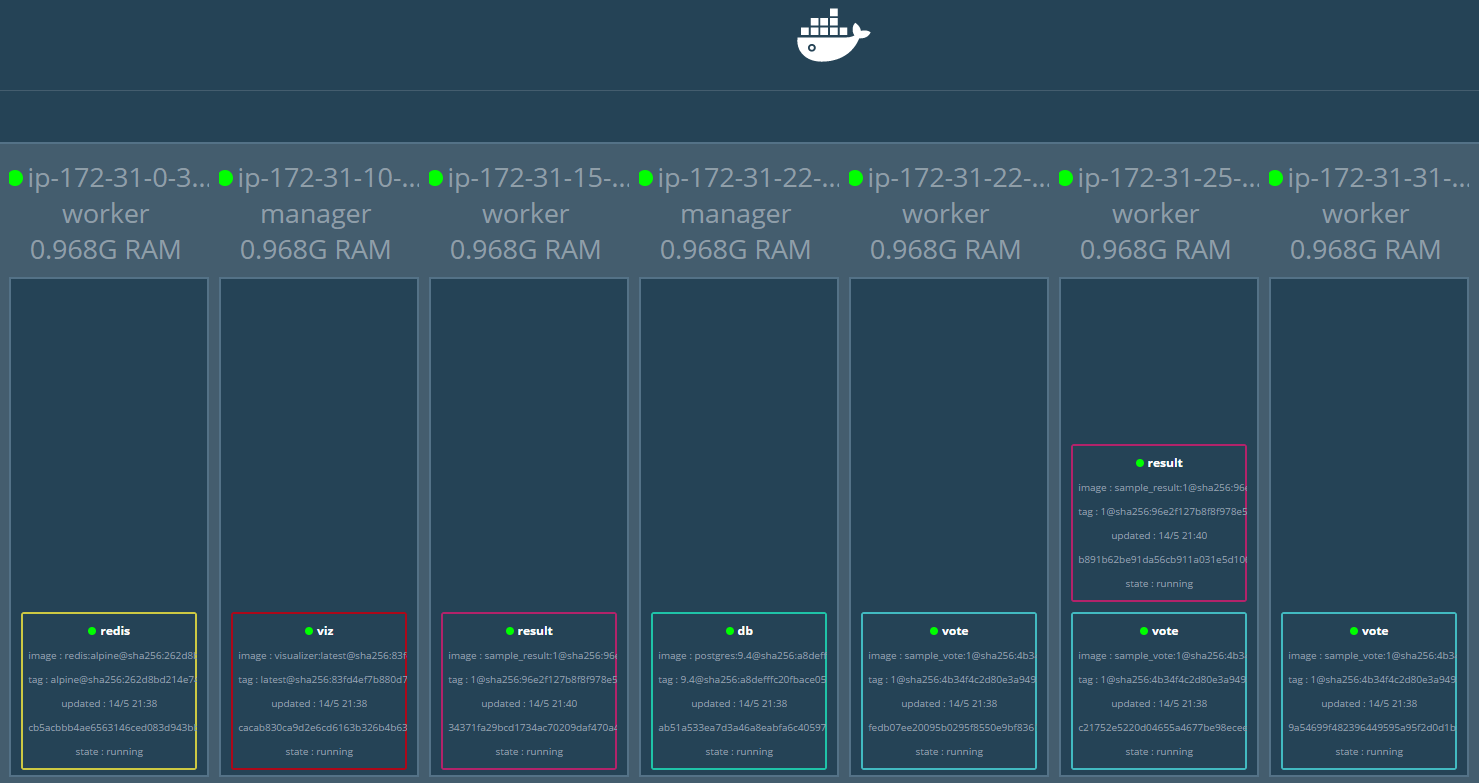 ip-172-31-0-3...
worker
0.968G RAM
ip-172-31-10-...
manager
0.968G RAM
ip-172-31-15-...
worker
0.968G RAM
ip-172-31-22-...
manager
0.968G RAM
ip-172-31-22-...
worker
0.968G RAM
ip-172-31-25-...
worker
0.968G RAM
ip-172-31-31-...
worker
0.968G RAM
redis
image : redis:alpine@sha256:262d8b
tag : alpine@sha256:262d8bd214e7
updated : 14/5 21:38
cb5acbbb4ae6563146ced083d943b
state : running
viz
image : visualizer:latest@sha256:83f
tag : latest@sha256:83fd4ef7b880d7
updated : 14/5 21:38
cacab830ca9d2e6cd6163b326b4b63
state : running
result
image : sample_result:1@sha256:96e
tag : 1@sha256:96e2f127b8f8f978e5
updated : 14/5 21:40
34371fa29bcd1734ac70209daf470a4
state : running
db
image : postgres:9.4@sha256:a8deff
tag : 9.4@sha256:a8defffc20fbace05
updated : 14/5 21:38
ab51a533ea7d3a46a8eabfa6c40597
state : running
vote
image : sample_vote:1@sha256:4b3
tag : 1@sha256:4b34f4c2d80e3a949
updated : 14/5 21:38
fedb07ee20095b0295f8550e9bf836
state : running
result
image : sample_result:1@sha256:96e
tag : 1@sha256:96e2f127b8f8f978e5
updated : 14/5 21:40
b891b62be91da56cb911a031e5d10
state : running
vote
image : sample_vote:1@sha256:4b3
tag : 1@sha256:4b34f4c2d80e3a949
updated : 14/5 21:38
c21752e5220d04655a4677be98ecee
state : running
vote
image : sample_vote:1@sha256:4b3
tag : 1@sha256:4b34f4c2d80e3a949
updated : 14/5 21:38
9a54699f482396449595a95f2d0d1b
state : running